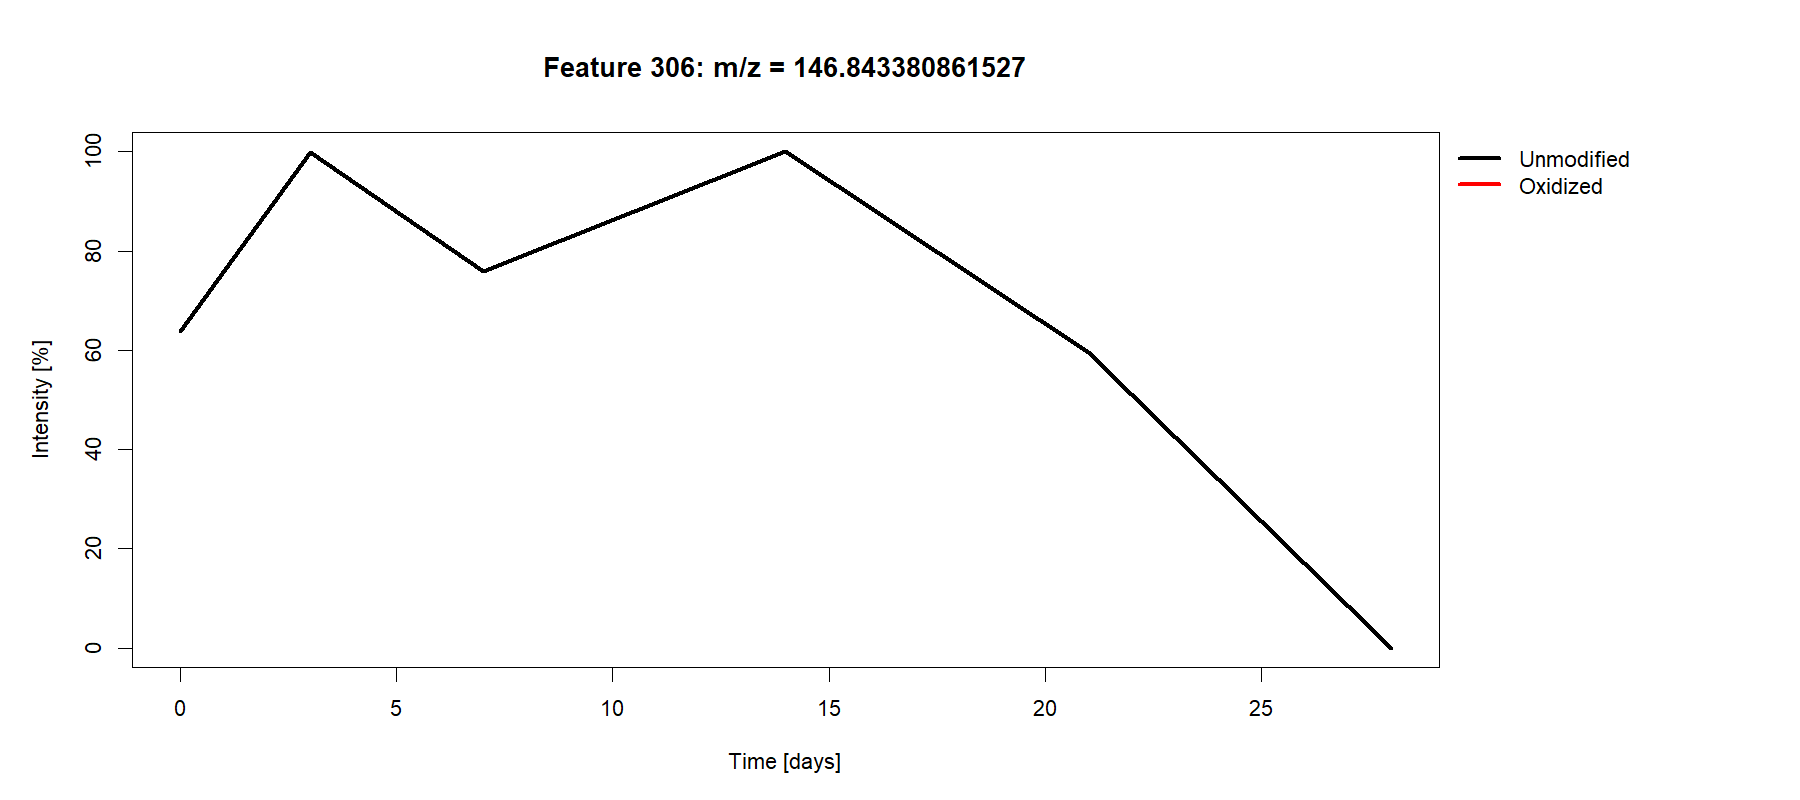 Feature 306: m/z = 146.843380861527
Unmodified
Oxidized
Intensity [%]
100
80
60
40
20
0
0 5 10 15 20 25
Time [days]